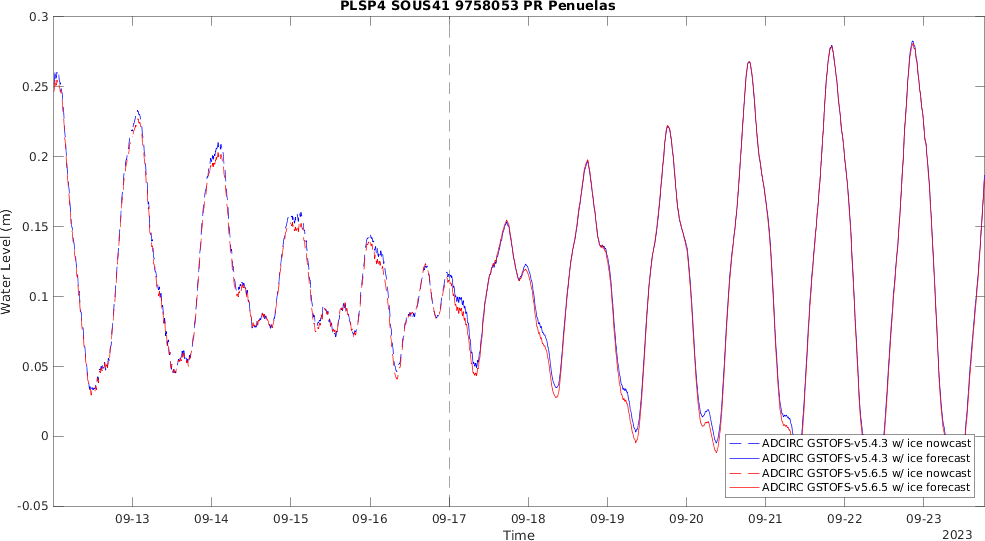 PLSP4 SOUS41 9758053 PR Penuelas
0.3
0.25
0.2
0.15
0.1
0.05
0
-0.05
Water Level (m)
ADCIRC GSTOFS-v5.4.3 w/ ice nowcast
ADCIRC GSTOFS-v5.4.3 w/ ice forecast
ADCIRC GSTOFS-v5.6.5 w/ ice nowcast
ADCIRC GSTOFS-v5.6.5 w/ ice forecast
09-13 09-14 09-15 09-16 09-17 09-18 09-19 09-20 09-21 09-22 09-23
Time
2023